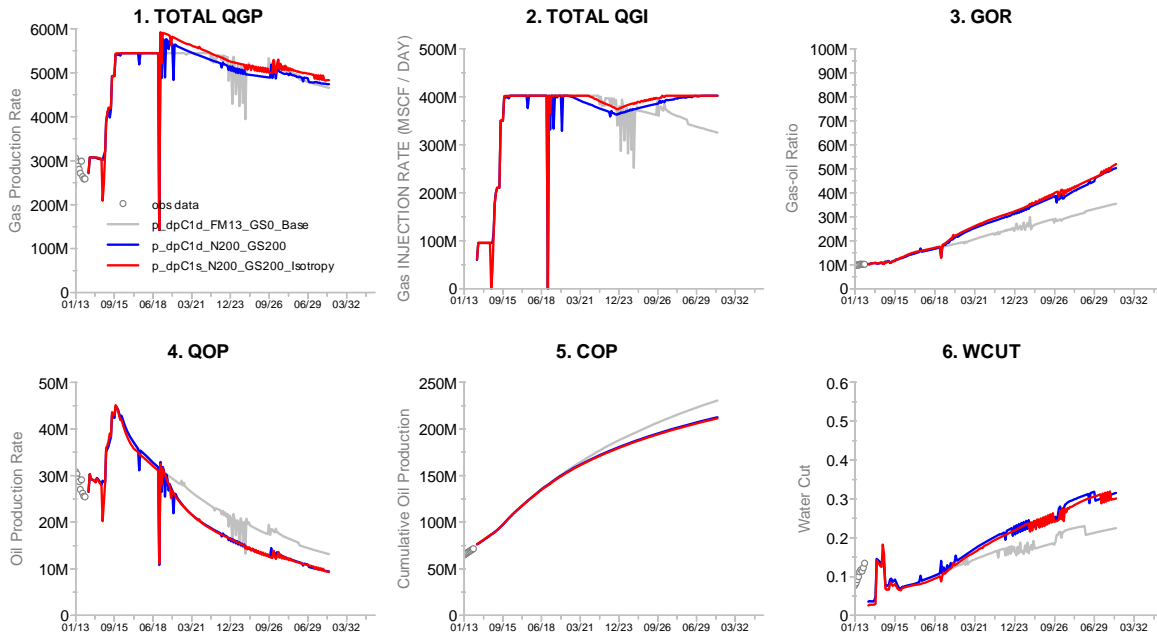 1. TOTAL QGP
Gas Production Rate
600M
500M
400M
300M
200M
100M
0
obs data
p_dpC1d_FM13_GS0_Base
p_dpC1d_N200_GS200
p_dpC1s_N200_GS200_Isotropy
01/13 09/15 06/18 03/21 12/23 09/26 06/29 03/32
2. TOTAL QGI
Gas INJECTION RATE (MSCF / DAY)
500M
400M
300M
200M
100M
0
01/13 09/15 06/18 03/21 12/23 09/26 06/29 03/32
3. GOR
Gas-oil Ratio
100M
90M
80M
70M
60M
50M
40M
30M
20M
10M
0
01/13 09/15 06/18 03/21 12/23 09/26 06/29 03/32
4. QOP
Oil Production Rate
50M
40M
30M
20M
10M
0
01/13 09/15 06/18 03/21 12/23 09/26 06/29 03/32
5. COP
Cumulative Oil Production
250M
200M
150M
100M
50M
0
01/13 09/15 06/18 03/21 12/23 09/26 06/29 03/32
6. WCUT
Water Cut
0.6
0.5
0.4
0.3
0.2
0.1
0
01/13 09/15 06/18 03/21 12/23 09/26 06/29 03/32